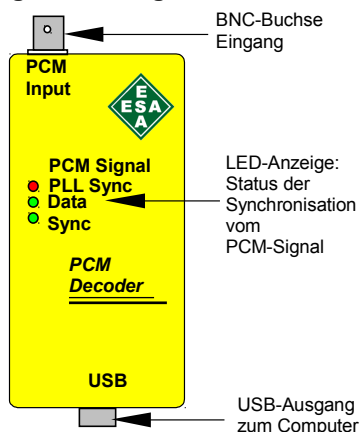 BNC-Buchse
Eingang
PCM
Input
E
ESA
A
PCM Signal
PLL Sync
Data
Sync
LED-Anzeige:
Status der
Synchronisation
vom
PCM-Signal
PCM
Decoder
USB
USB-Ausgang
zum Computer